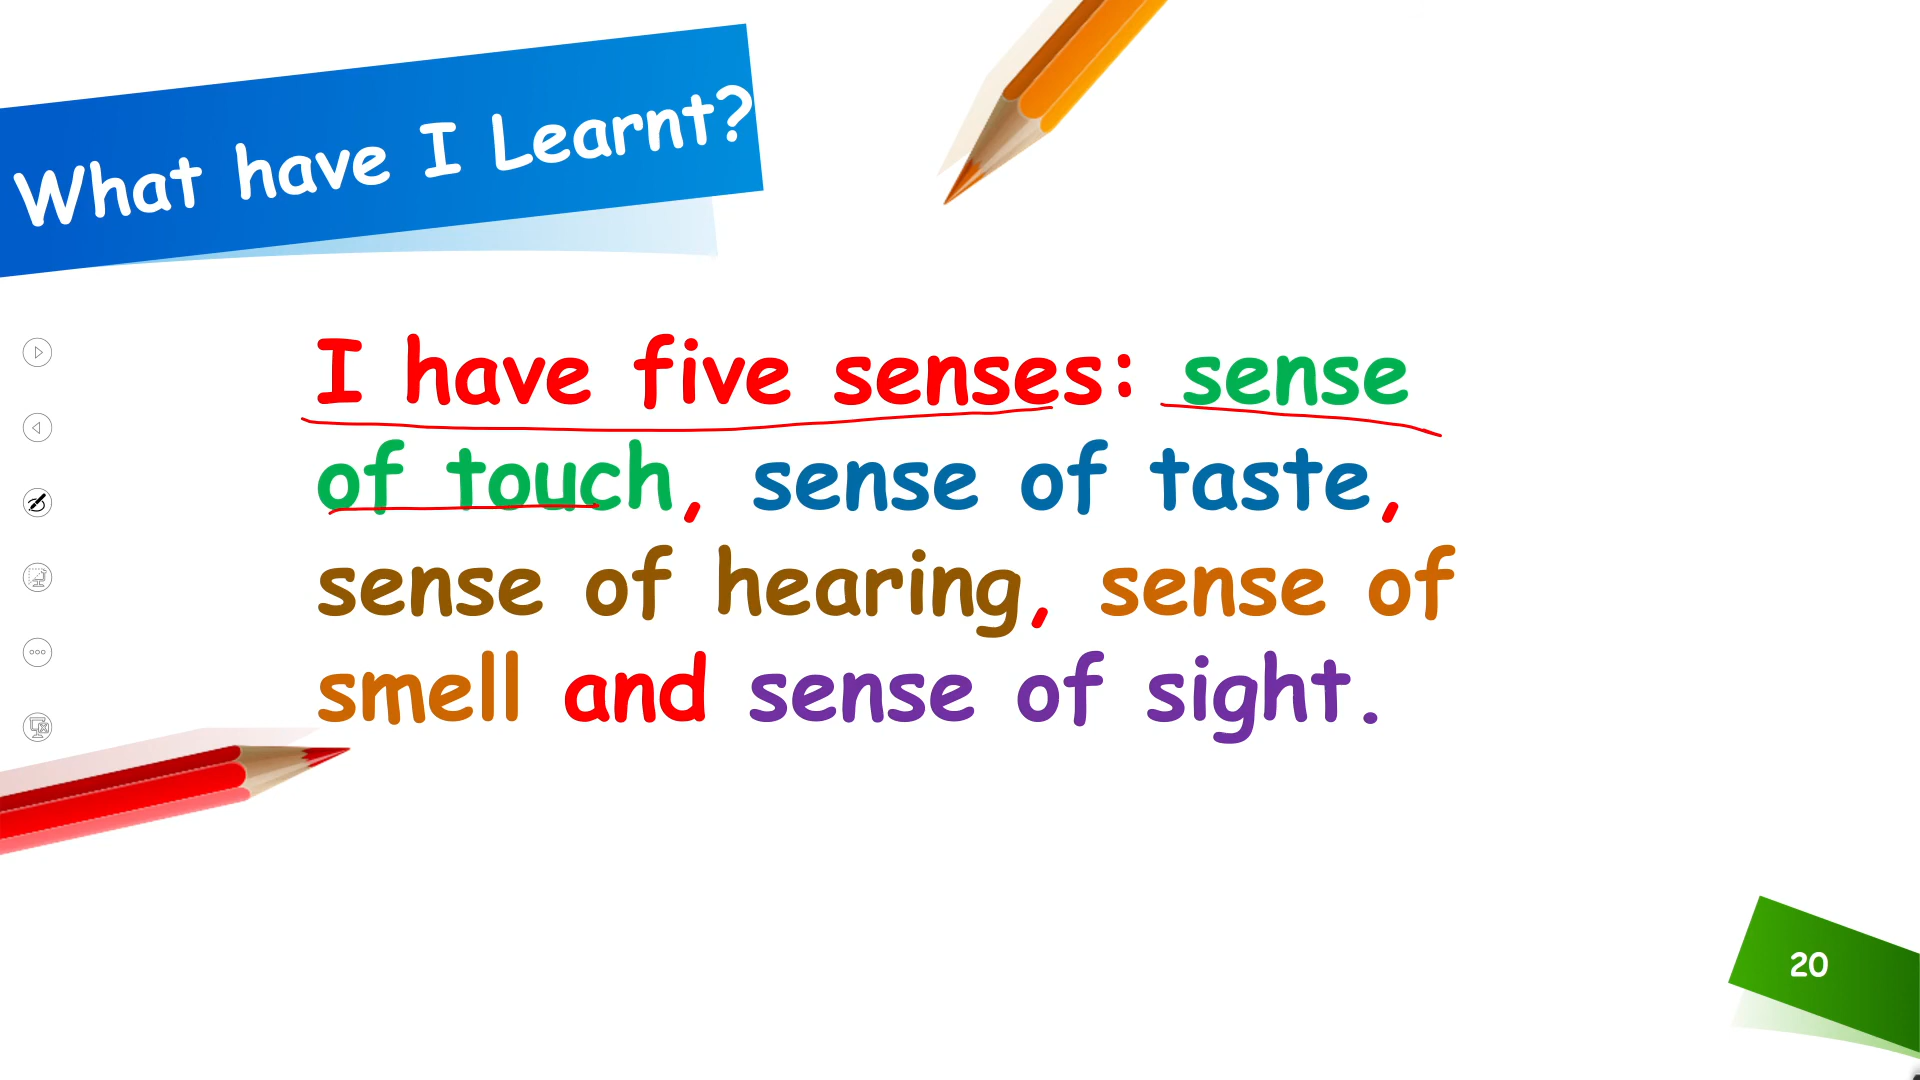 What have I Learnt?
I have five senses: sense
of touch, sense of taste,
sense of hearing, sense of
smell and sense of sight.
20